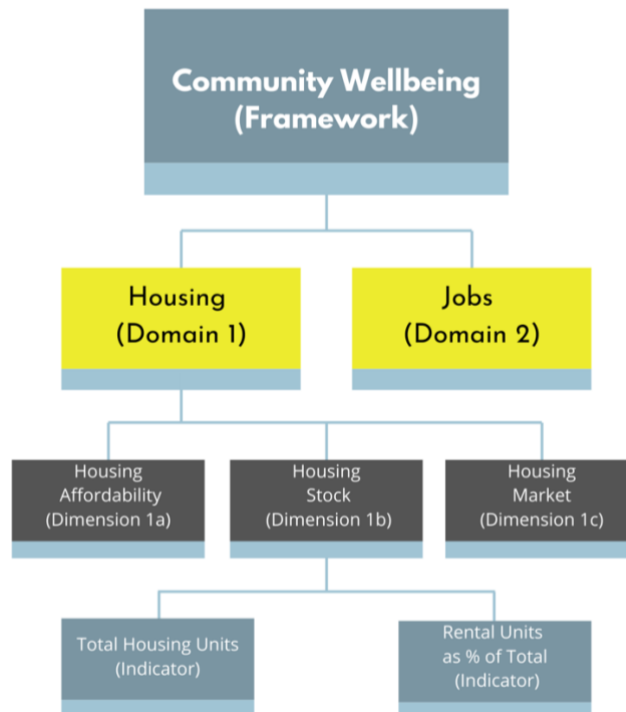 Community Wellbeing
(Framework)
Housing
(Domain 1)
Jobs
(Domain 2)
Housing
Affordability
(Dimension 1a)
Housing
Stock
(Dimension 1b)
Housing
Market
(Dimension 1c)
Total Housing Units
(Indicator)
Rental Units
as % of Total
(Indicator)